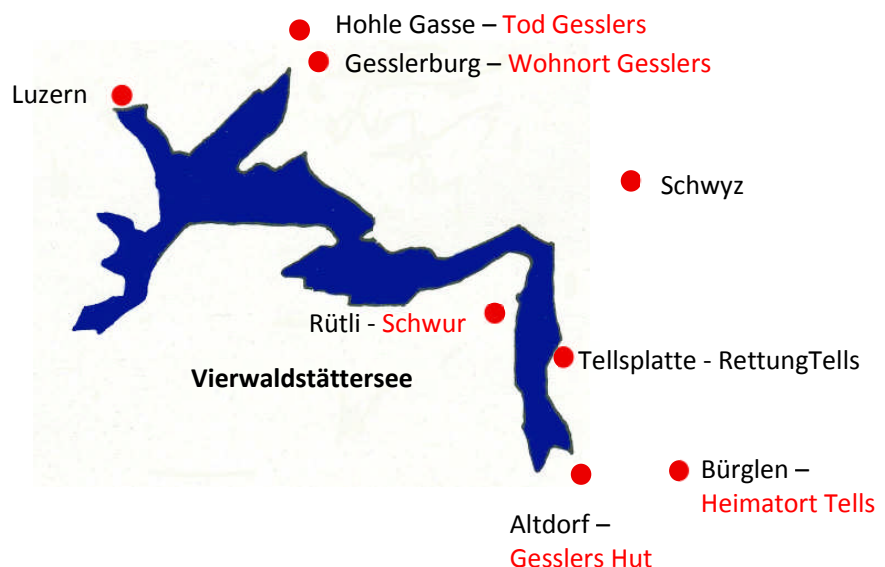 Hohle Gasse – Tod Gesslers
Gesslerburg – Wohnort Gesslers
Luzern
Schwyz
Rütli - Schwur
Tellsplatte - RettungTells
Vierwaldstättersee
Bürglen –
Heimatort Tells
Altdorf –
Gesslers Hut